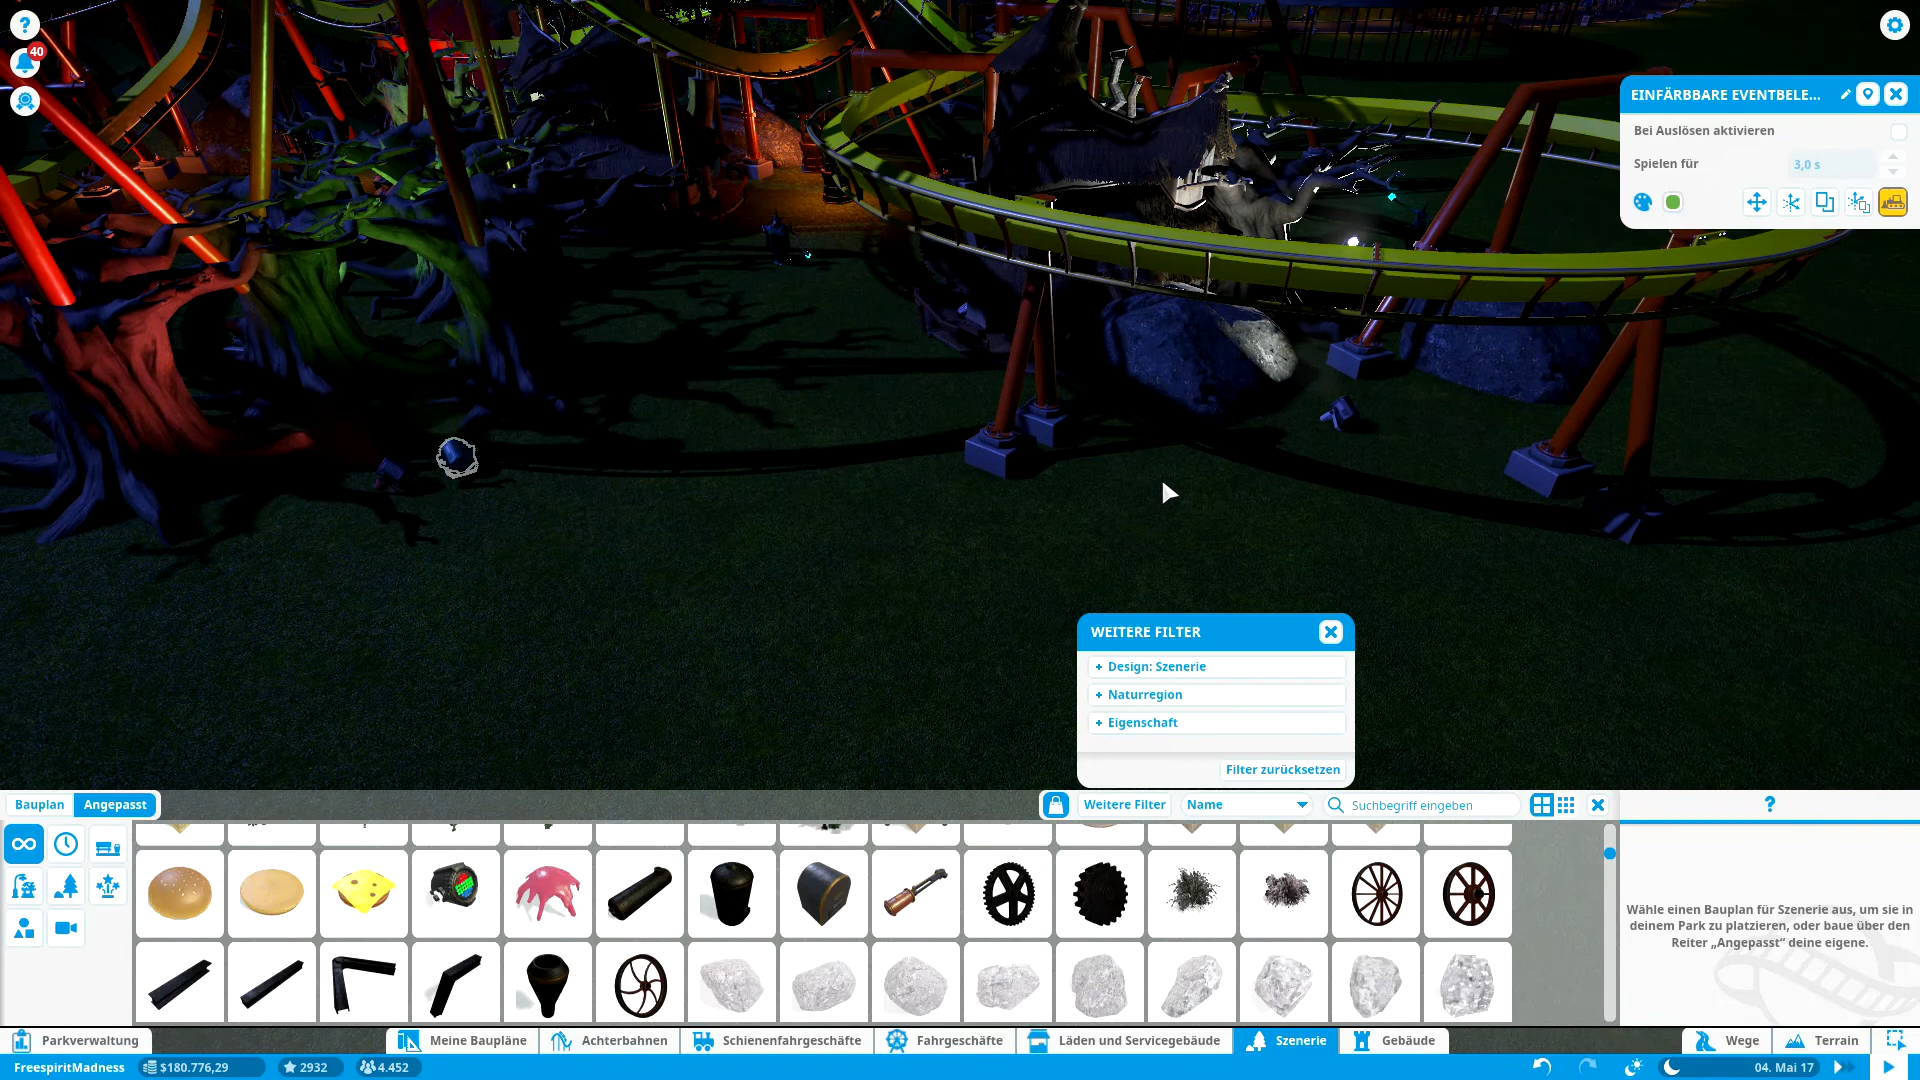 ?
40
EINFÄRBBARE EVENTBELE...
Bei Auslösen aktivieren
Spielen für
3,0 s
WEITERE FILTER
+ Design: Szenerie
+ Naturregion
+ Eigenschaft
Filter zurücksetzen
Bauplan
Angepasst
Weitere Filter
Name
Suchbegriff eingeben
?
Wähle einen Bauplan für Szenerie aus, um sie in
deinem Park zu platzieren, oder baue über den
Reiter „Angepasst“ deine eigene.
Parkverwaltung
Meine Baupläne
Achterbahnen
Schienenfahrgeschäfte
Fahrgeschäfte
Läden und Servicegebäude
Szenerie
Gebäude
Wege
Terrain
FreespiritMadness
$180.776,29
2932
4.452
04. Mai 17